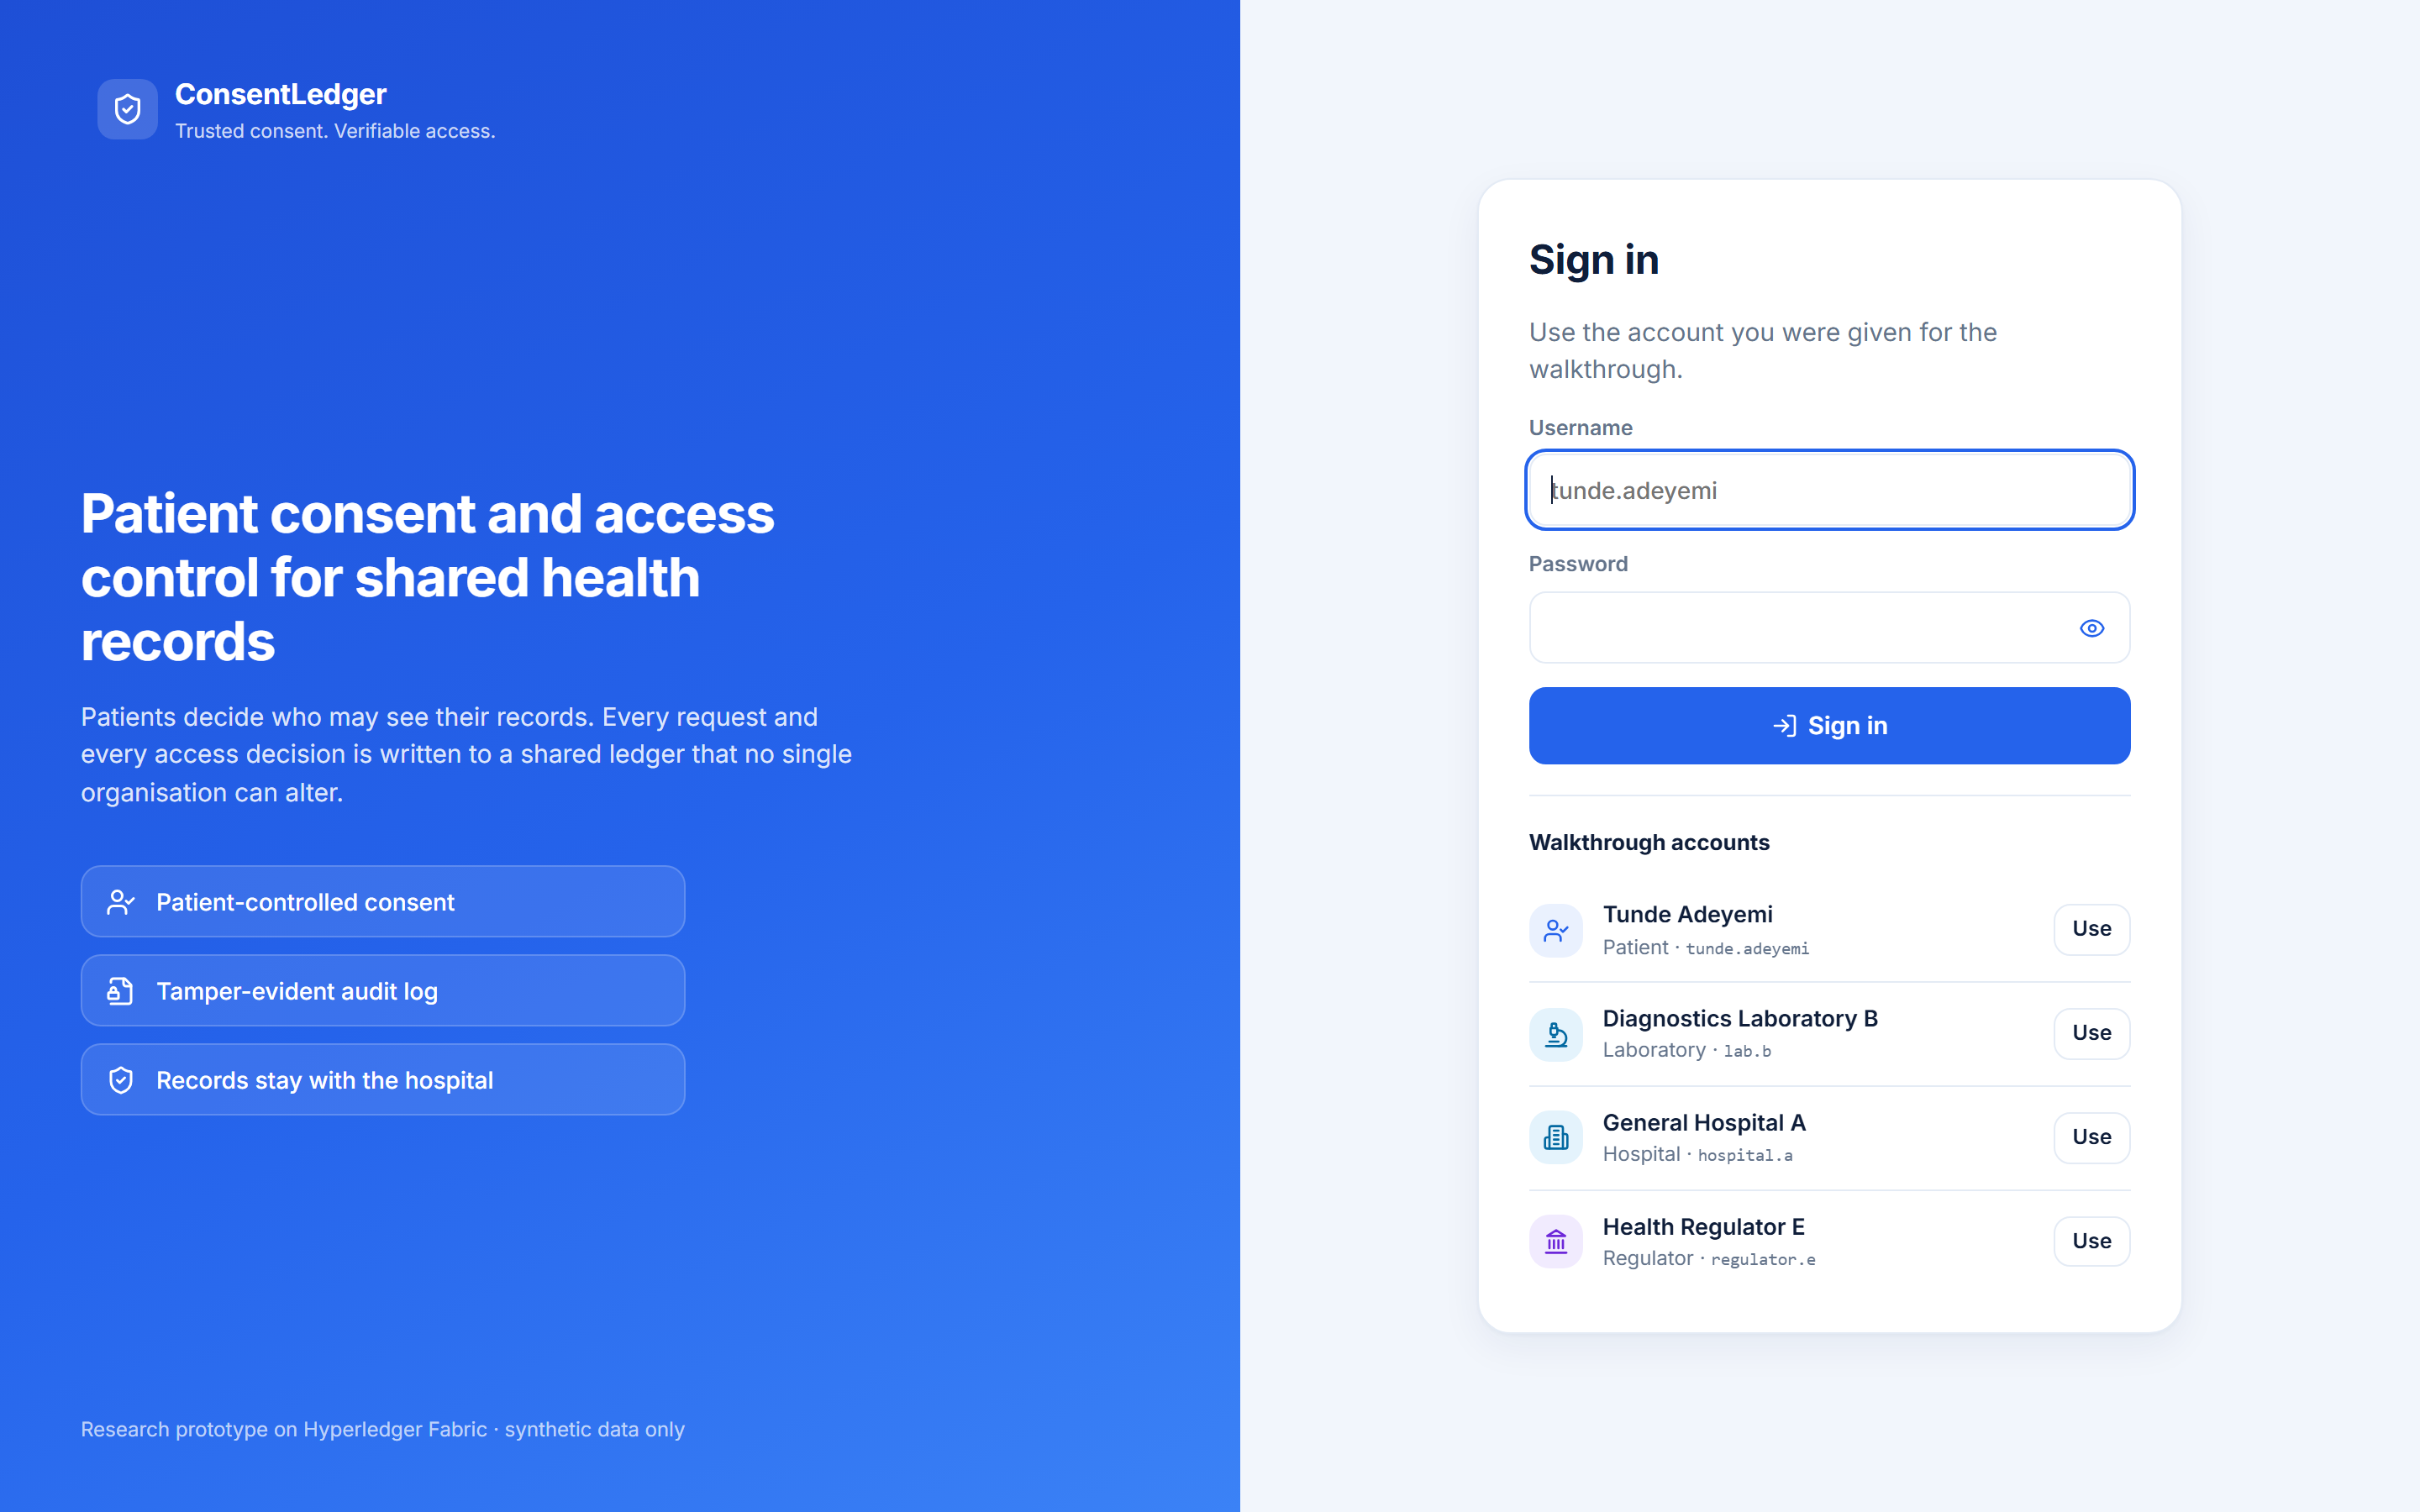 ConsentLedger
Trusted consent. Verifiable access.
Patient consent and access
control for shared health
records
Patients decide who may see their records. Every request and
every access decision is written to a shared ledger that no single
organisation can alter.
Patient-controlled consent
Tamper-evident audit log
Records stay with the hospital
Research prototype on Hyperledger Fabric · synthetic data only
Sign in
Use the account you were given for the
walkthrough.
Username
tunde.adeyemi
Password
Sign in
Walkthrough accounts
Tunde Adeyemi
Patient · tunde.adeyemi
Use
Diagnostics Laboratory B
Laboratory · lab.b
Use
General Hospital A
Hospital · hospital.a
Use
Health Regulator E
Regulator · regulator.e
Use